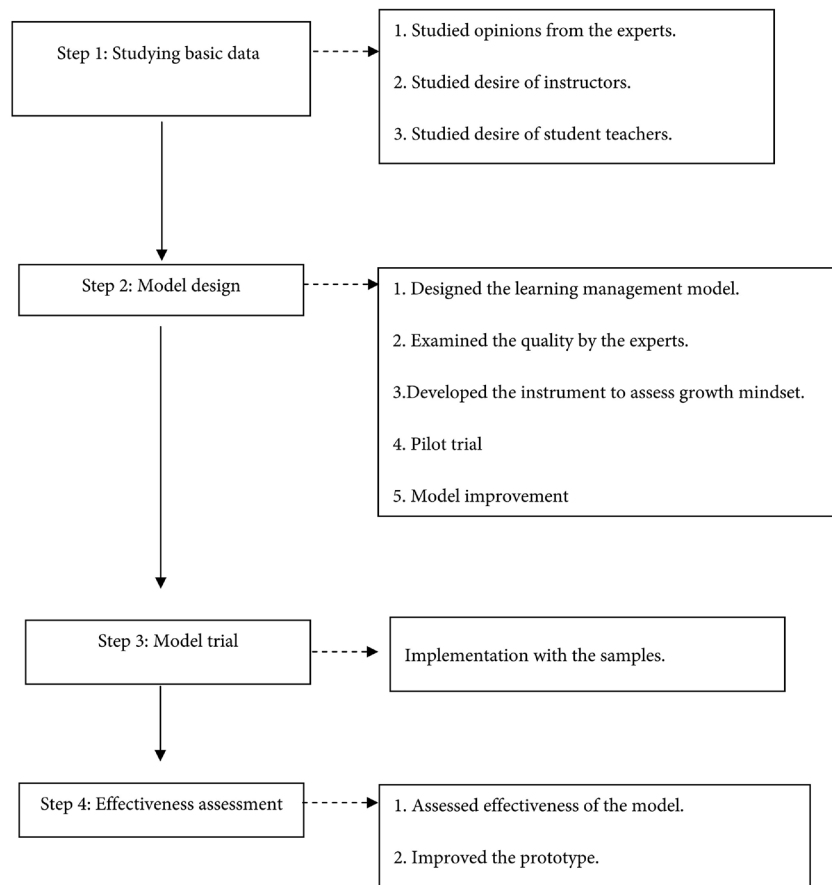 Step 1: Studying basic data
1. Studied opinions from the experts.
2. Studied desire of instructors.
3. Studied desire of student teachers.
Step 2: Model design
1. Designed the learning management model.
2. Examined the quality by the experts.
3.Developed the instrument to assess growth mindset.
4. Pilot trial
5. Model improvement
Step 3: Model trial
Implementation with the samples.
Step 4: Effectiveness assessment
1. Assessed effectiveness of the model.
2. Improved the prototype.